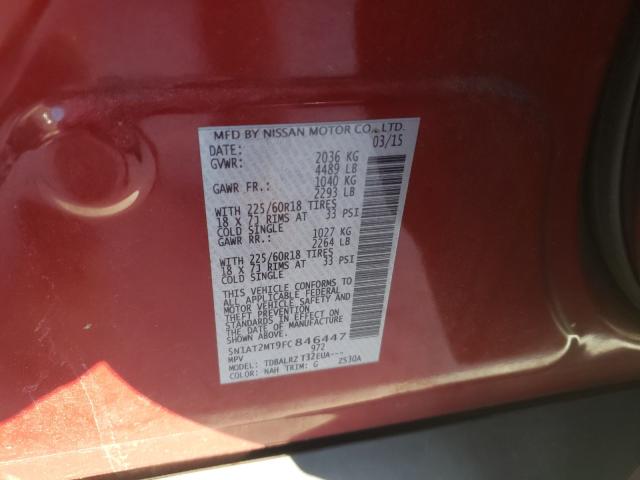 MFD BY NISSAN MOTOR CO., LTD.
DATE: 03/15
GVWR: 2036 KG
4489 LB
GAWR FR.: 1040 KG
2293 LB
WITH 225/60R18 TIRES
18 X 7J RIMS AT 33 PSI
COLD SINGLE
GAWR RR.: 1027 KG
2264 LB
WITH 225/60R18 TIRES
18 X 7J RIMS AT 33 PSI
COLD SINGLE
THIS VEHICLE CONFORMS TO
ALL APPLICABLE FEDERAL
MOTOR VEHICLE SAFETY AND
THEFT PREVENTION
STANDARDS IN EFFECT ON
THE DATE OF MANUFACTURE
SHOWN ABOVE.
5N1AT2MT9FC 846447
MPV 972
MODEL: TDBALRZ T32EUA---
COLOR: NAH TRIM: G 2530A